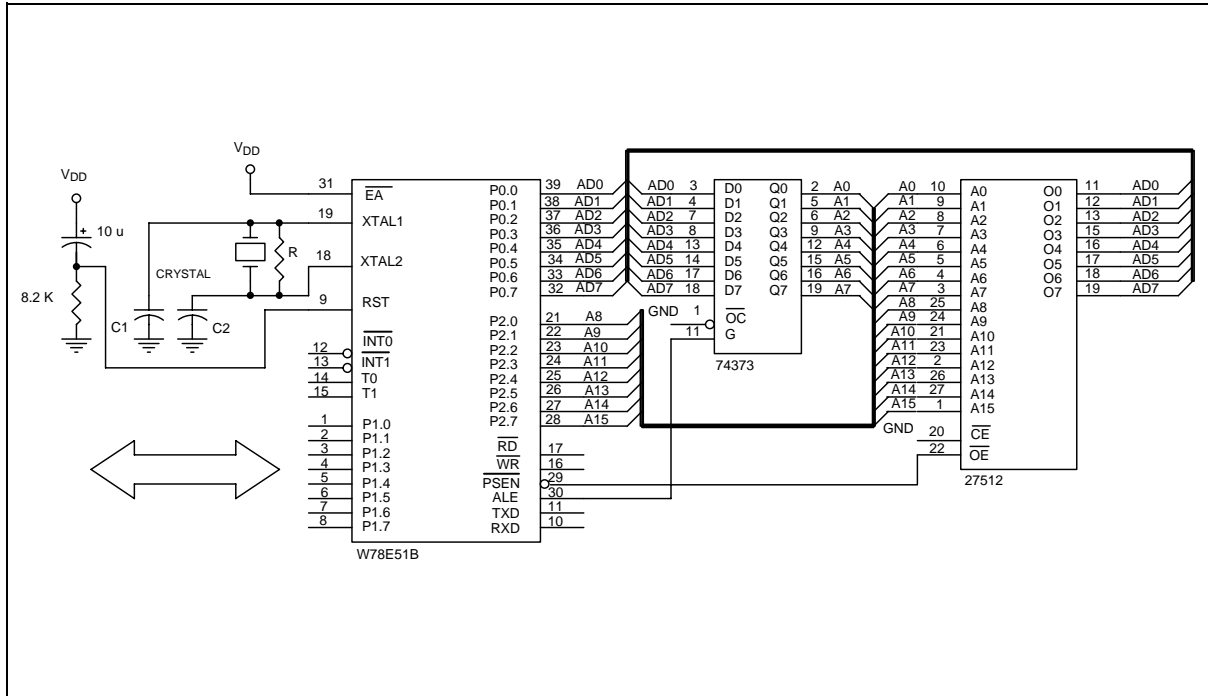 VDD
10 u
8.2 K
VDD
CRYSTAL
C1
C2
R
31
19
18
9
12
13
14
15
1
2
3
4
5
6
7
8
EA
XTAL1
XTAL2
RST
INT0
INT1
T0
T1
P1.0
P1.1
P1.2
P1.3
P1.4
P1.5
P1.6
P1.7
P0.0 39 AD0
P0.1 38 AD1
P0.2 37 AD2
P0.3 36 AD3
P0.4 35 AD4
P0.5 34 AD5
P0.6 33 AD6
P0.7 32 AD7
P2.0 21 A8
P2.1 22 A9
P2.2 23 A10
P2.3 24 A11
P2.4 25 A12
P2.5 26 A13
P2.6 27 A14
P2.7 28 A15
RD 17
WR 16
PSEN 29
ALE 30
TXD 11
RXD 10
W78E51B
AD0 3 D0 Q0 2 A0
AD1 4 D1 Q1 5 A1
AD2 7 D2 Q2 6 A2
AD3 8 D3 Q3 9 A3
AD4 13 D4 Q4 12 A4
AD5 14 D5 Q5 15 A5
AD6 17 D6 Q6 16 A6
AD7 18 D7 Q7 19 A7
GND 1 OC
11 G
74373
A0 10 A0 O0 11 AD0
A1 9 A1 O1 12 AD1
A2 8 A2 O2 13 AD2
A3 7 A3 O3 15 AD3
A4 6 A4 O4 16 AD4
A5 5 A5 O5 17 AD5
A6 4 A6 O6 18 AD6
A7 3 A7 O7 19 AD7
A8 25 A8
A9 24 A9
A10 21 A10
A11 23 A11
A12 2 A12
A13 26 A13
A14 27 A14
A15 1 A15
GND 20 CE
22 OE
27512